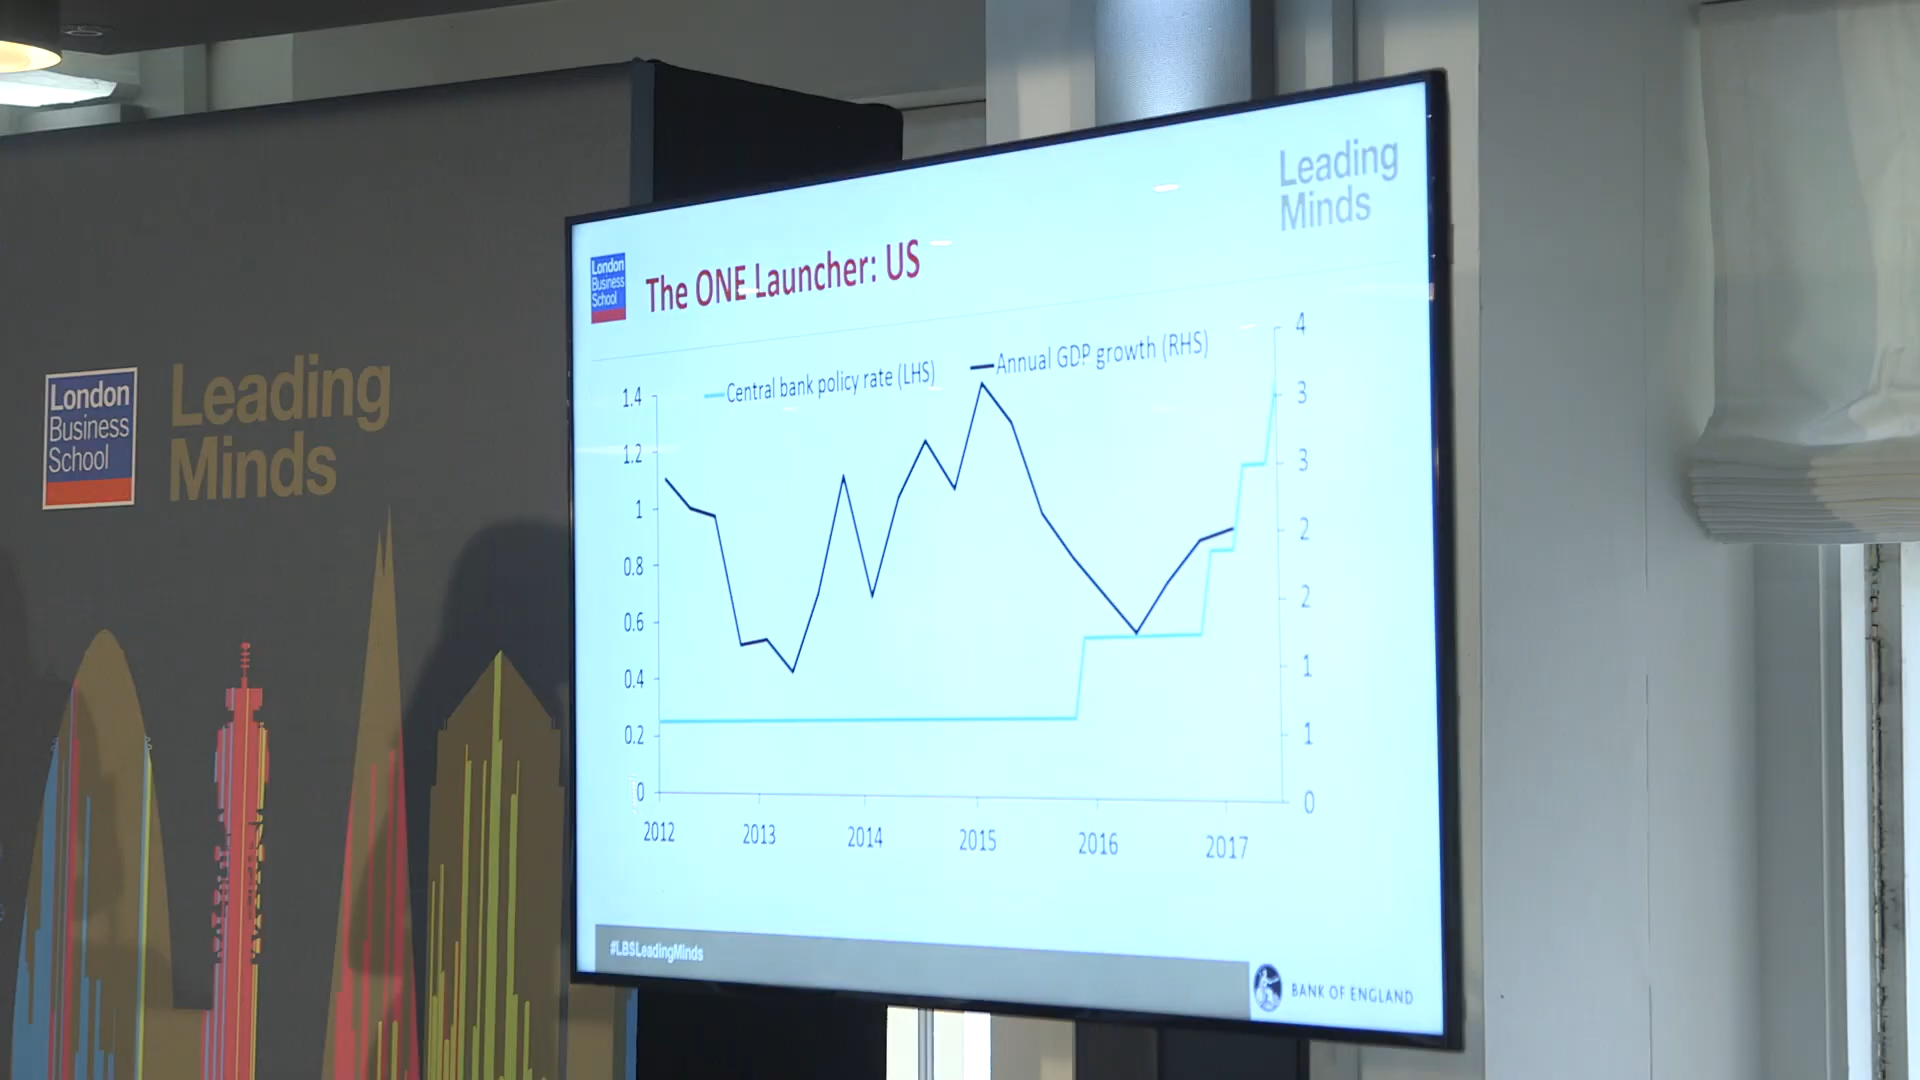 London
Business
School
Leading
Minds
Leading
Minds
London
Business
School
The ONE Launcher: US
Central bank policy rate (LHS)
Annual GDP growth (RHS)
1.4
1.2
1
0.8
0.6
0.4
0.2
0
4
3
3
2
2
1
1
0
2012
2013
2014
2015
2016
2017
#LBSLeadingMinds
BANK OF ENGLAND